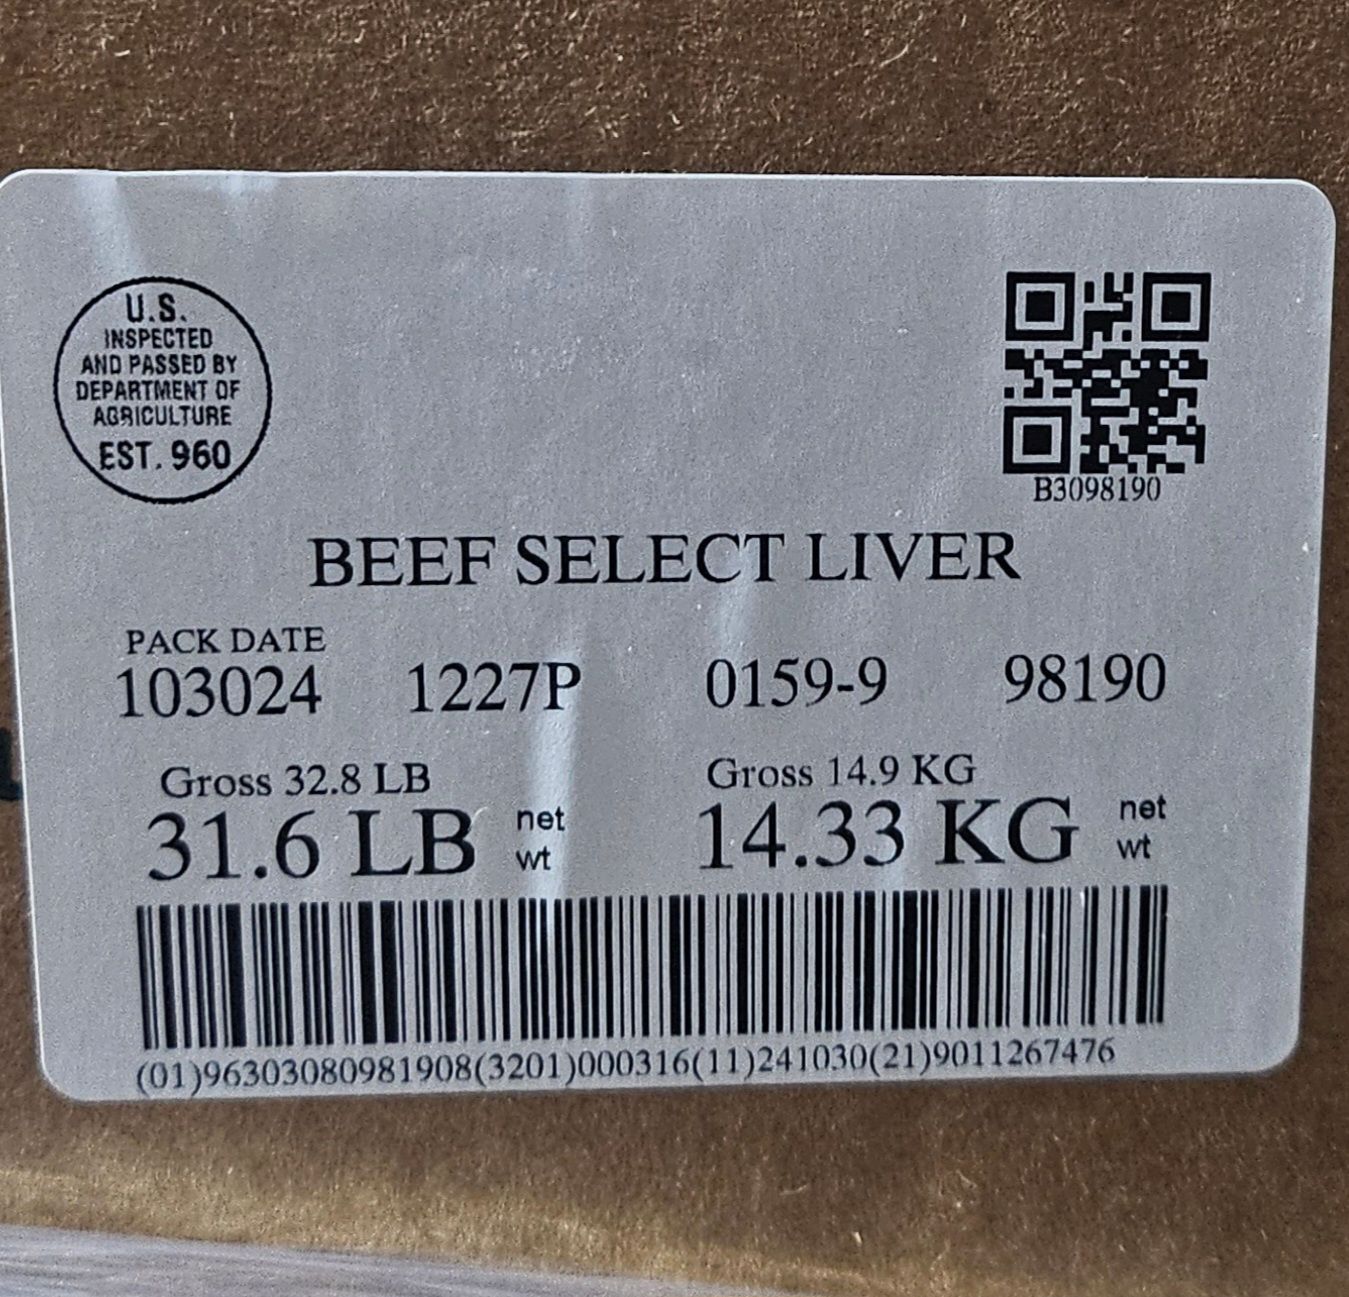 U.S.
INSPECTED
AND PASSED BY
DEPARTMENT OF
AGRICULTURE
EST. 960
B3098190
BEEF SELECT LIVER
PACK DATE
103024 1227P 0159-9 98190
Gross 32.8 LB Gross 14.9 KG
31.6 LB net wt 14.33 KG net wt
(01)96303080981908(3201)000316(11)241030(21)9011267476